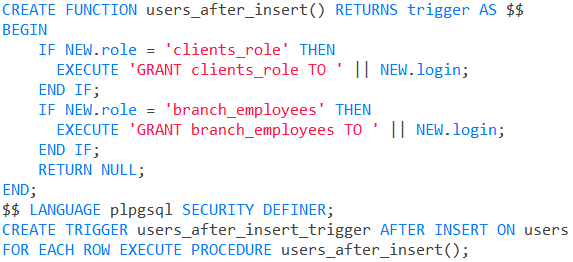 CREATE FUNCTION users_after_insert() RETURNS trigger AS $$
BEGIN
    IF NEW.role = 'clients_role' THEN
      EXECUTE 'GRANT clients_role TO ' || NEW.login;
    END IF;
    IF NEW.role = 'branch_employees' THEN
      EXECUTE 'GRANT branch_employees TO ' || NEW.login;
    END IF;
    RETURN NULL;
END;
$$ LANGUAGE plpgsql SECURITY DEFINER;
CREATE TRIGGER users_after_insert_trigger AFTER INSERT ON users
FOR EACH ROW EXECUTE PROCEDURE users_after_insert();